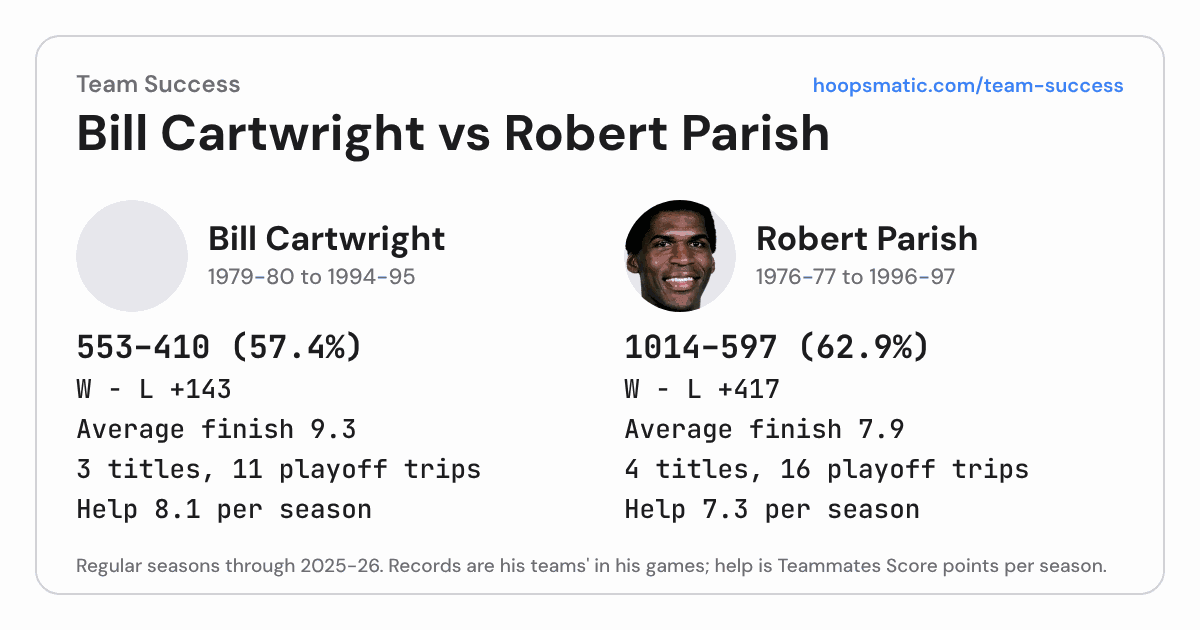 Team Success
hoopsmatic.com/team-success
Bill Cartwright vs Robert Parish
Bill Cartwright
1979–80 to 1994–95
553–410 (57.4%)
W - L +143
Average finish 9.3
3 titles, 11 playoff trips
Help 8.1 per season
Robert Parish
1976–77 to 1996–97
1014–597 (62.9%)
W - L +417
Average finish 7.9
4 titles, 16 playoff trips
Help 7.3 per season
Regular seasons through 2025-26. Records are his teams' in his games; help is Teammates Score points per season.